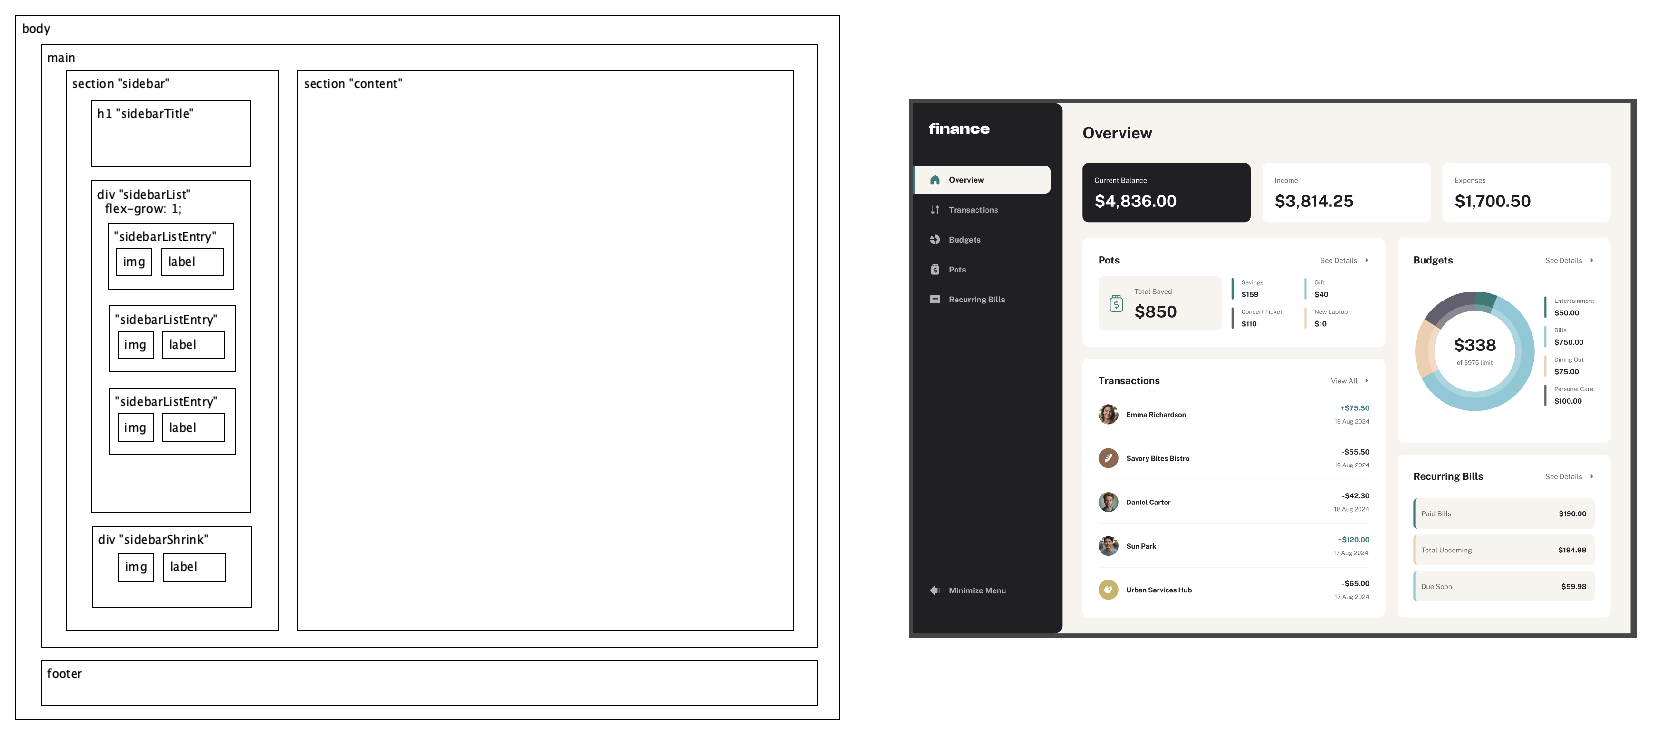 body
main
section "sidebar"
h1 "sidebarTitle"
div "sidebarList"
flex-grow: 1;
"sidebarListEntry"
img label
"sidebarListEntry"
img label
"sidebarListEntry"
img label
div "sidebarShrink"
img label
section "content"
footer
finance
Overview
Transactions
Budgets
Pots
Recurring Bills
Minimize Menu
Overview
Current Balance
$4,836.00
Income
$3,814.25
Expenses
$1,700.50
Pots See Details
Total Saved
$850
Savings
$159
Gift
$40
Concert Ticket
$110
New Laptop
$10
Transactions View All
Emma Richardson +$75.50
19 Aug 2024
Savory Bites Bistro -$55.50
19 Aug 2024
Daniel Carter -$42.30
18 Aug 2024
Sun Park +$120.00
17 Aug 2024
Urban Services Hub -$65.00
17 Aug 2024
Budgets See Details
$338
of $975 limit
Entertainment
$50.00
Bills
$750.00
Dining Out
$75.00
Personal Care
$100.00
Recurring Bills See Details
Paid Bills $190.00
Total Upcoming $194.98
Due Soon $59.98